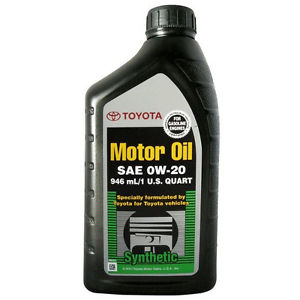 TOYOTA
FOR
GASOLINE
ENGINES
Motor Oil
SAE 0W-20
946 mL/1 U.S. QUART
Specially formulated by
Toyota for Toyota vehicles
Synthetic